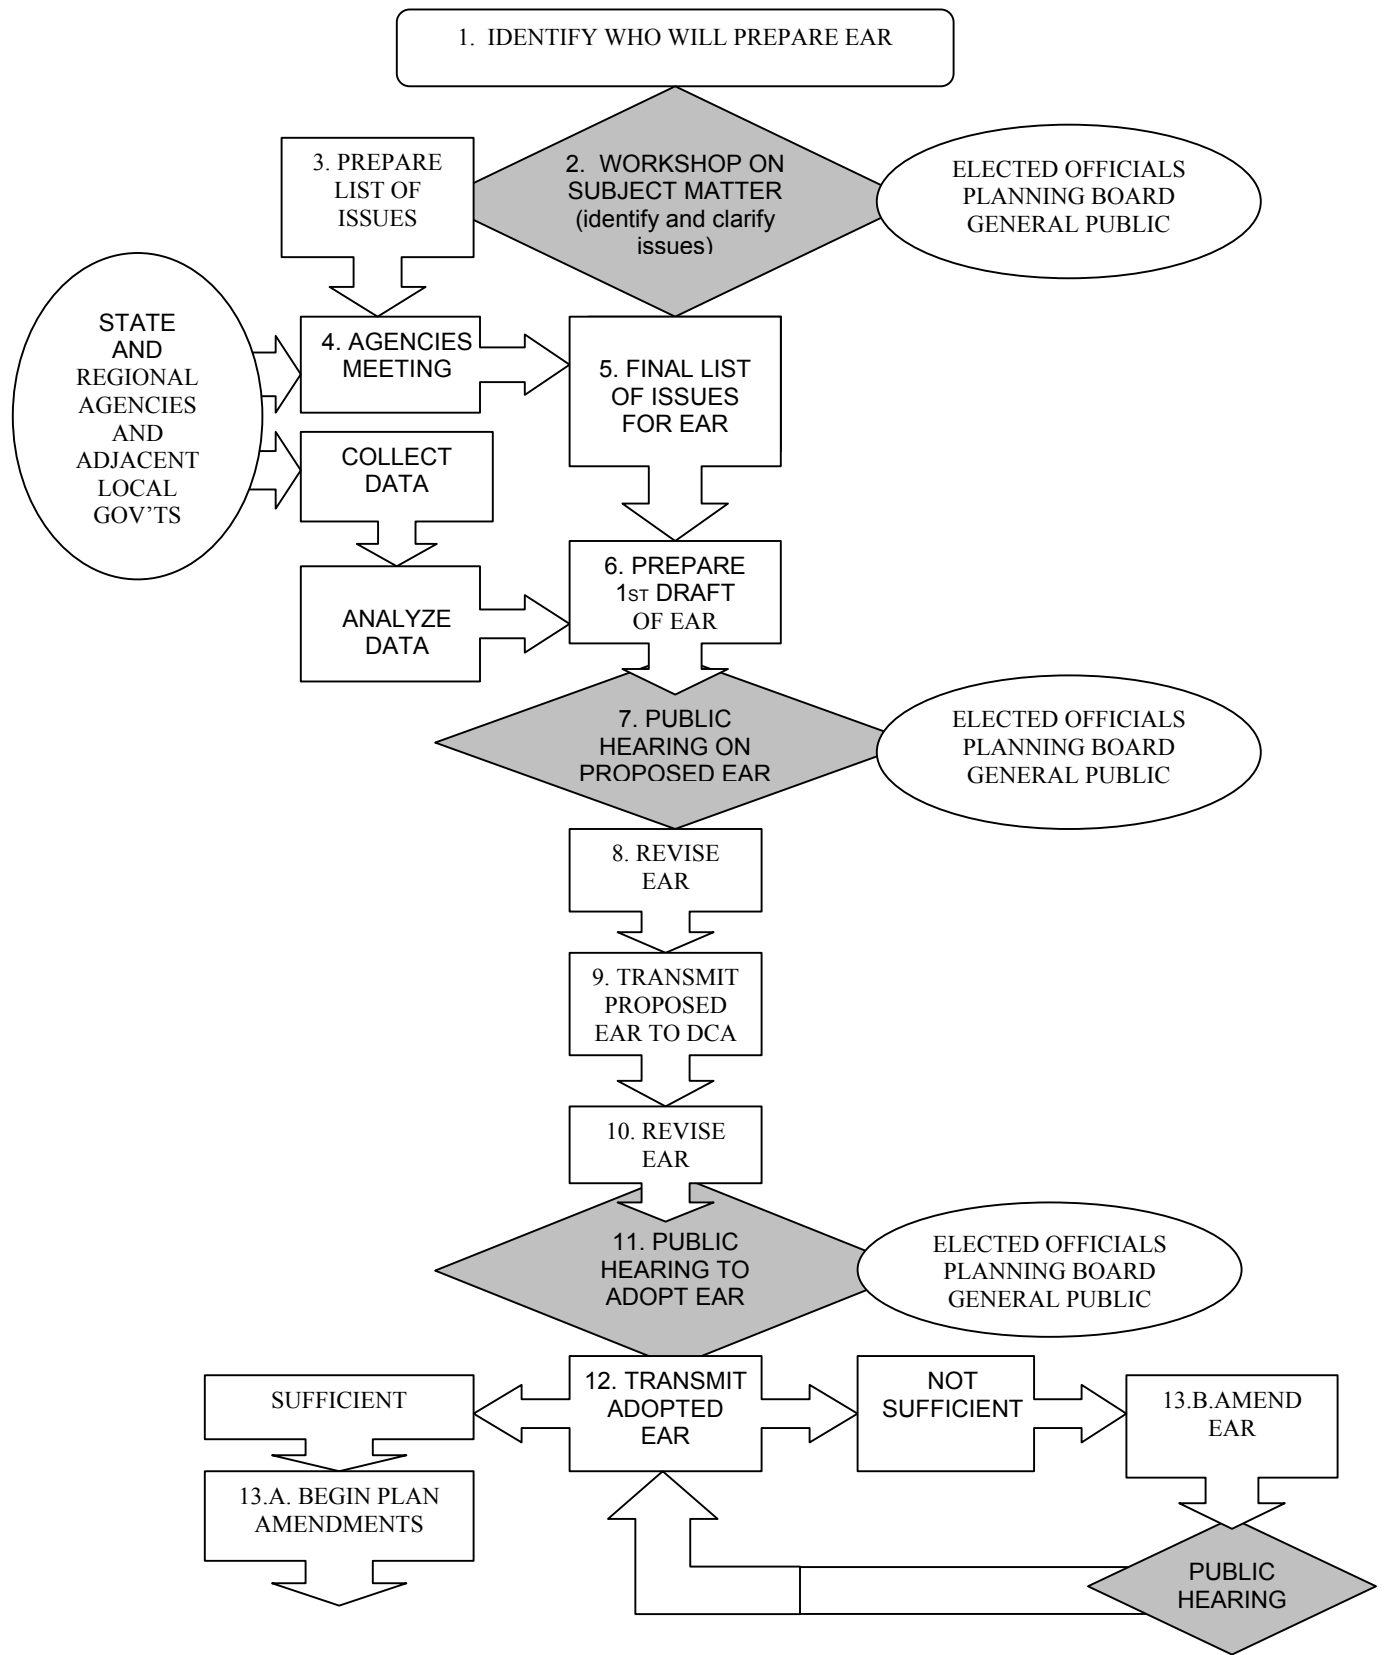 1. IDENTIFY WHO WILL PREPARE EAR
2. WORKSHOP ON
SUBJECT MATTER
(identify and clarify
issues)
ELECTED OFFICIALS
PLANNING BOARD
GENERAL PUBLIC
3. PREPARE
LIST OF
ISSUES
STATE
AND
REGIONAL
AGENCIES
AND
ADJACENT
LOCAL
GOV’TS
4. AGENCIES
MEETING
5. FINAL LIST
OF ISSUES
FOR EAR
COLLECT
DATA
ANALYZE
DATA
6. PREPARE
1ST DRAFT
OF EAR
7. PUBLIC
HEARING ON
PROPOSED EAR
ELECTED OFFICIALS
PLANNING BOARD
GENERAL PUBLIC
8. REVISE
EAR
9. TRANSMIT
PROPOSED
EAR TO DCA
10. REVISE
EAR
11. PUBLIC
HEARING TO
ADOPT EAR
ELECTED OFFICIALS
PLANNING BOARD
GENERAL PUBLIC
SUFFICIENT
12. TRANSMIT
ADOPTED
EAR
NOT
SUFFICIENT
13.B.AMEND
EAR
13.A. BEGIN PLAN
AMENDMENTS
PUBLIC
HEARING